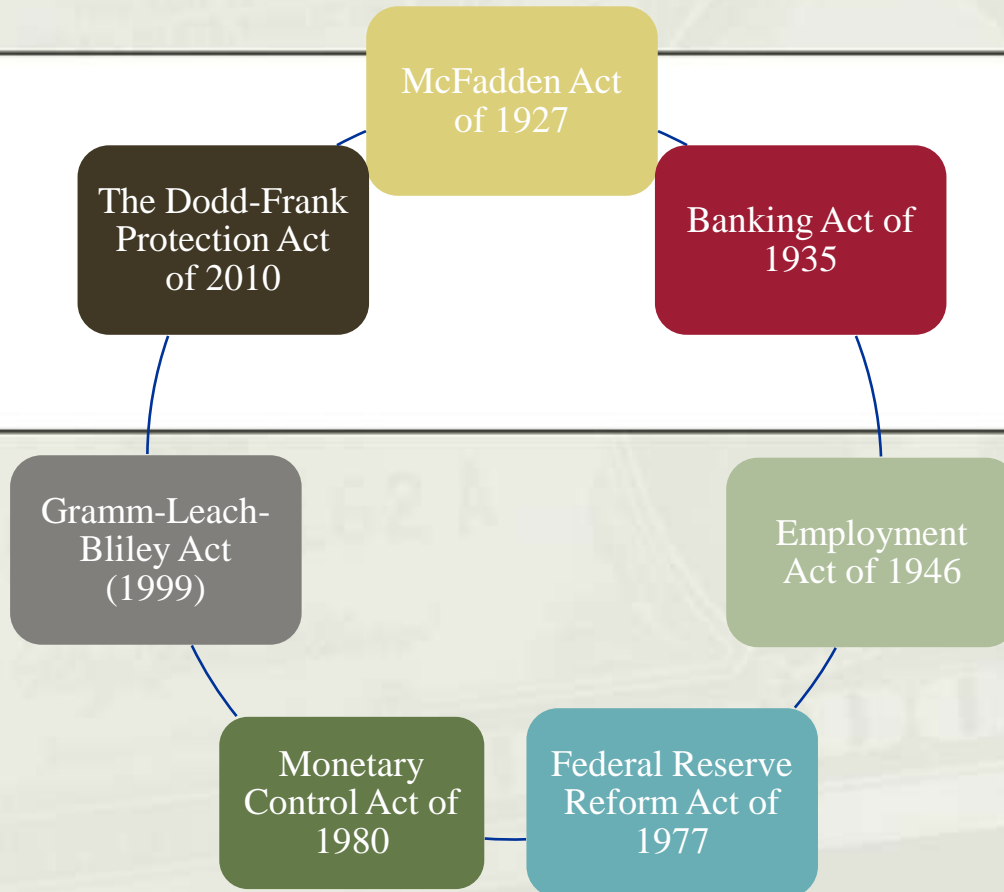 McFadden Act
of 1927
Banking Act of
1935
Employment
Act of 1946
Federal Reserve
Reform Act of
1977
Monetary
Control Act of
1980
Gramm-Leach-
Bliley Act
(1999)
The Dodd-Frank
Protection Act
of 2010